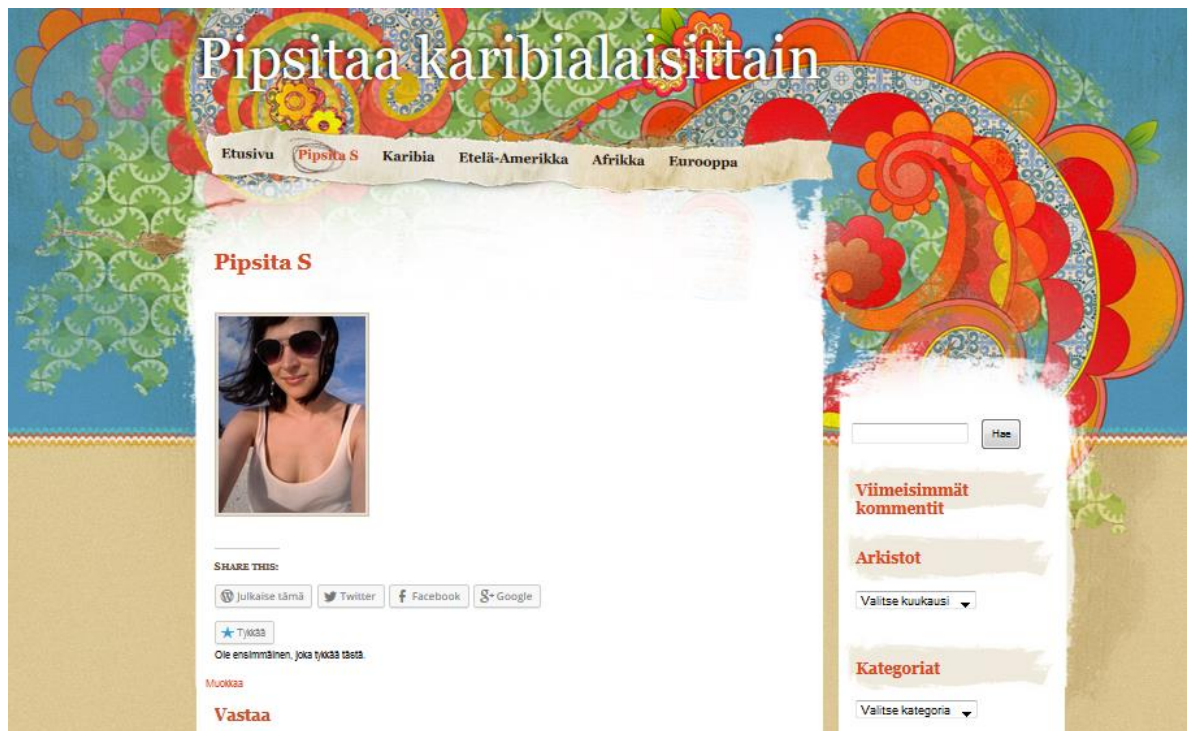 Pipsitaa karibialaisittain
Etusivu Pipsita S Karibia Etelä-Amerikka Afrikka Eurooppa
Pipsita S
SHARE THIS:
Julkaise tämä Twitter Facebook Google
Tykkää
Ole ensimmäinen, joka tykkää tästä.
Muokkaa
Vastaa
Hae
Viimeisimmät
kommentit
Arkistot
Valitse kuukausi
Kategoriat
Valitse kategoria